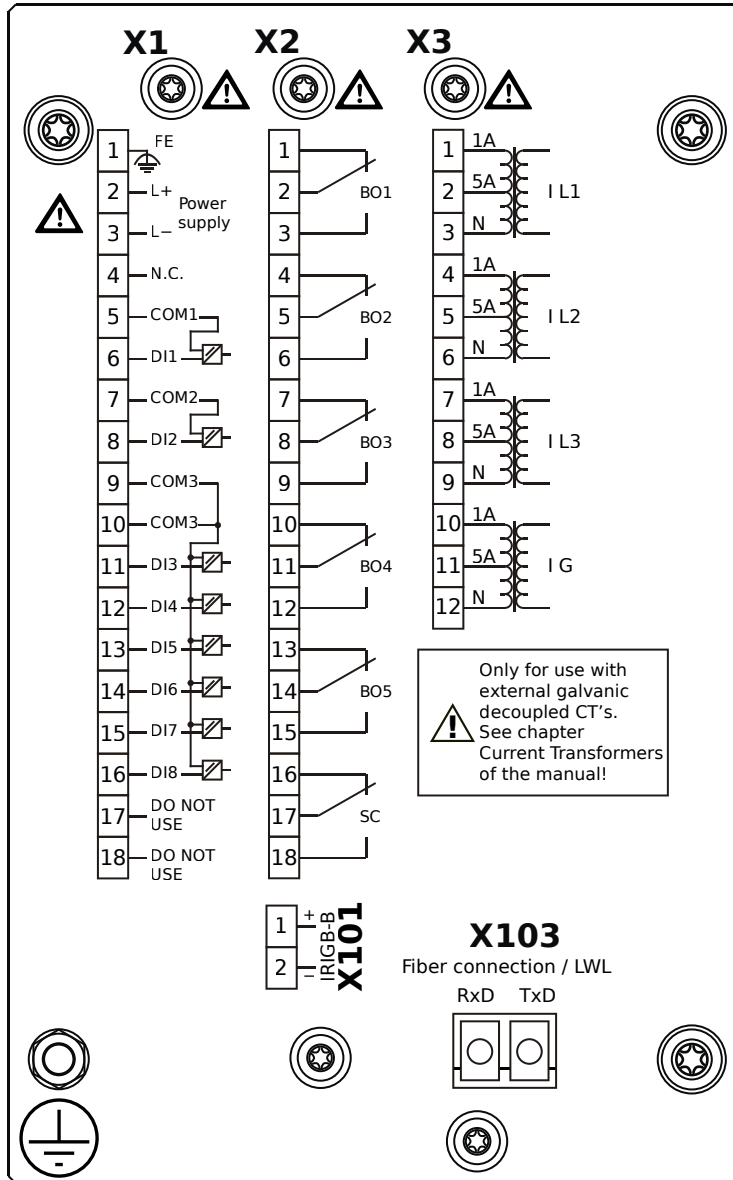 X1 X2 X3
1 FE
2 L+
Power
supply
3 L−
4 N.C.
5 COM1
6 DI1
7 COM2
8 DI2
9 COM3
10 COM3
11 DI3
12 DI4
13 DI5
14 DI6
15 DI7
16 DI8
17 DO NOT
USE
18 DO NOT
USE
1
2 BO1
3
4
5 BO2
6
7
8 BO3
9
10
11 BO4
12
13
14 BO5
15
16
17 SC
18
1 1A
2 5A I L1
3 N
4 1A
5 5A I L2
6 N
7 1A
8 5A I L3
9 N
10 1A
11 5A I G
12 N
Only for use with
external galvanic
decoupled CT's.
See chapter
Current Transformers
of the manual!
1 +
2 −
IRIGB-B
X101
X103
Fiber connection / LWL
RxD TxD